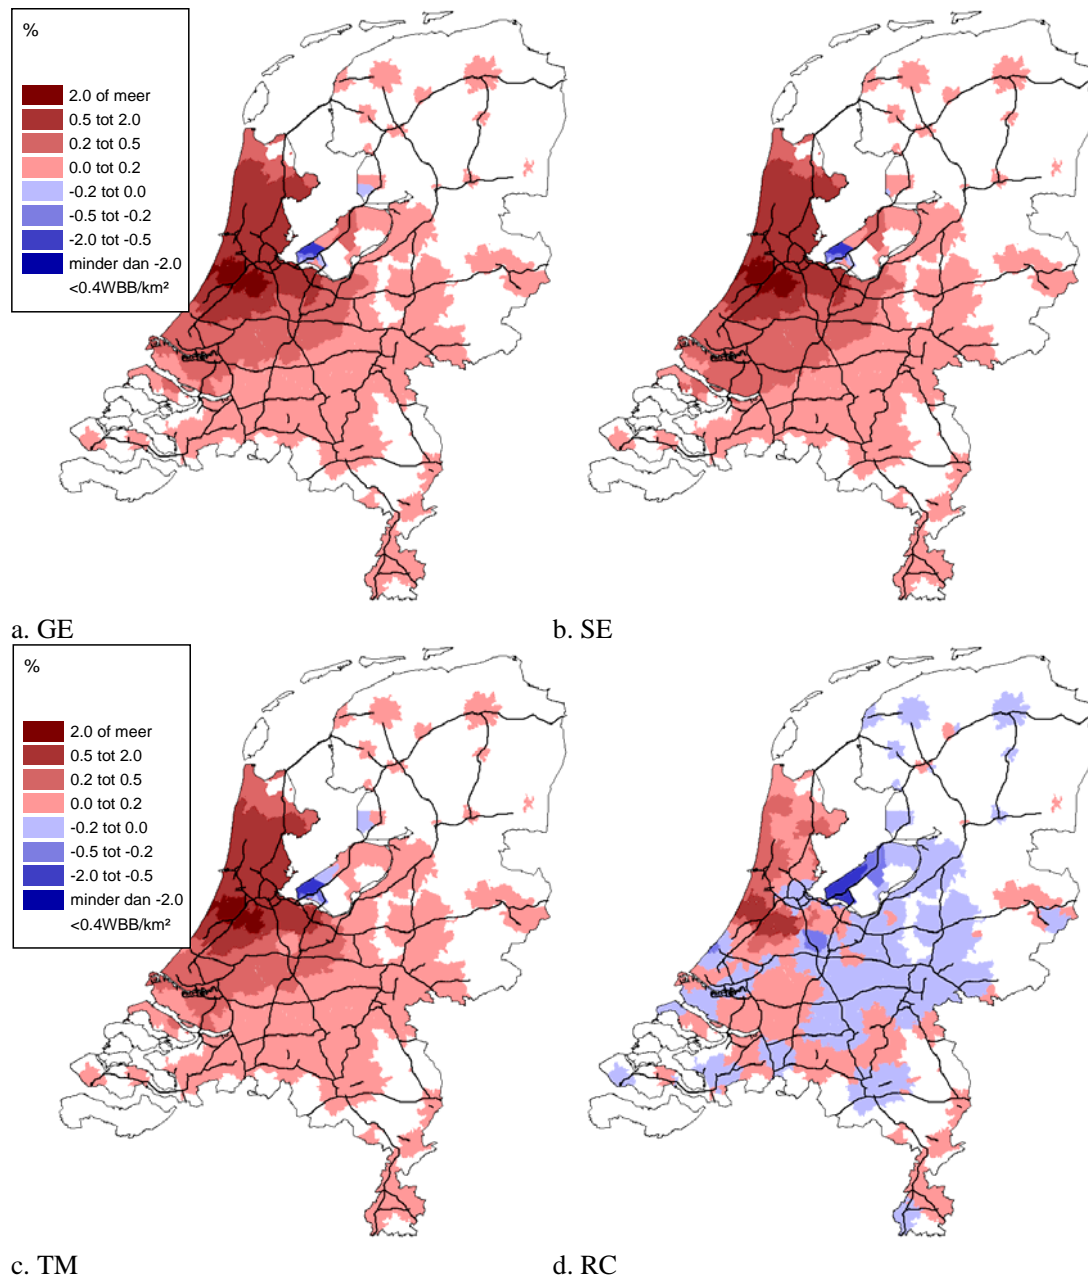 %
2.0 of meer
0.5 tot 2.0
0.2 tot 0.5
0.0 tot 0.2
-0.2 tot 0.0
-0.5 tot -0.2
-2.0 tot -0.5
minder dan -2.0
<0.4WBB/km²
a. GE
b. SE
%
2.0 of meer
0.5 tot 2.0
0.2 tot 0.5
0.0 tot 0.2
-0.2 tot 0.0
-0.5 tot -0.2
-2.0 tot -0.5
minder dan -2.0
<0.4WBB/km²
c. TM
d. RC